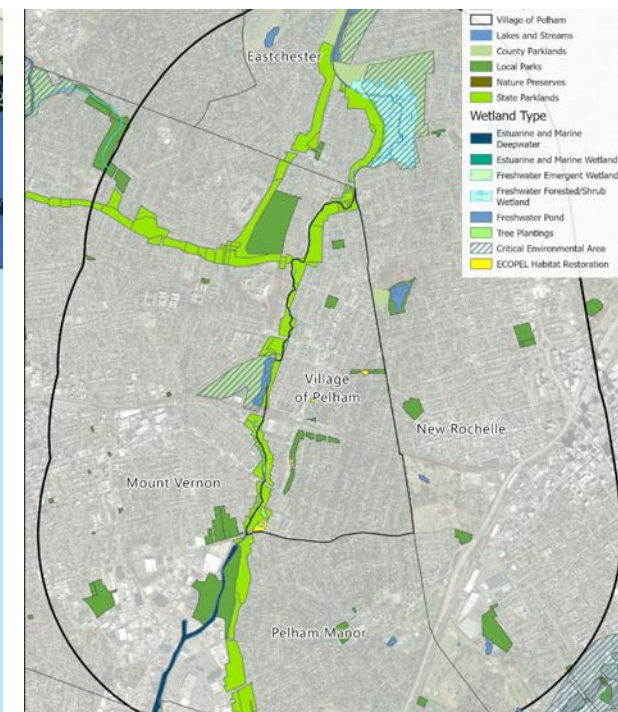 Village of Pelham
Lakes and Streams
County Parklands
Local Parks
Nature Preserves
State Parklands
Wetland Type
Estuarine and Marine
Deepwater
Estuarine and Marine Wetland
Freshwater Emergent Wetland
Freshwater Forested/Shrub
Wetland
Freshwater Pond
Tree Plantings
Critical Environmental Area
ECOPEL Habitat Restoration
Eastchester
Village
of Pelham
New Rochelle
Mount Vernon
Pelham Manor